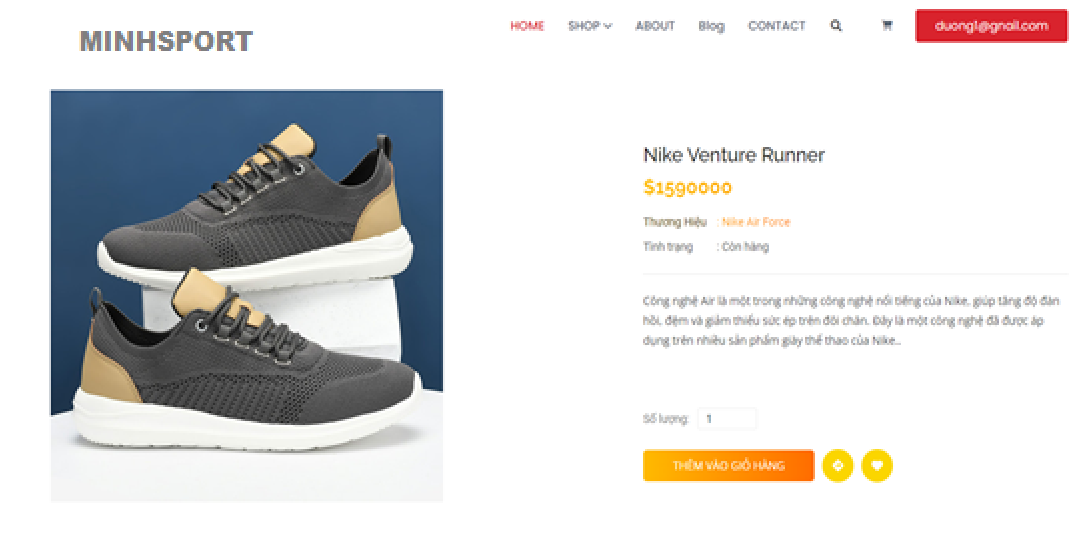 MINHSPORT
HOME SHOP ABOUT Blog CONTACT duong1@gnail.com
Nike Venture Runner
$1590000
Thương Hiệu : Nike Air Force
Tình trạng : Còn hàng
Công nghệ Air là một trong những công nghệ nổi tiếng của Nike, giúp tăng độ đàn
hồi, đệm và giảm thiểu sức ép trên đôi chân. Đây là một công nghệ đã được áp
dụng trên nhiều sản phẩm giày thể thao của Nike..
Số lượng: 1
THÊM VÀO GIỎ HÀNG